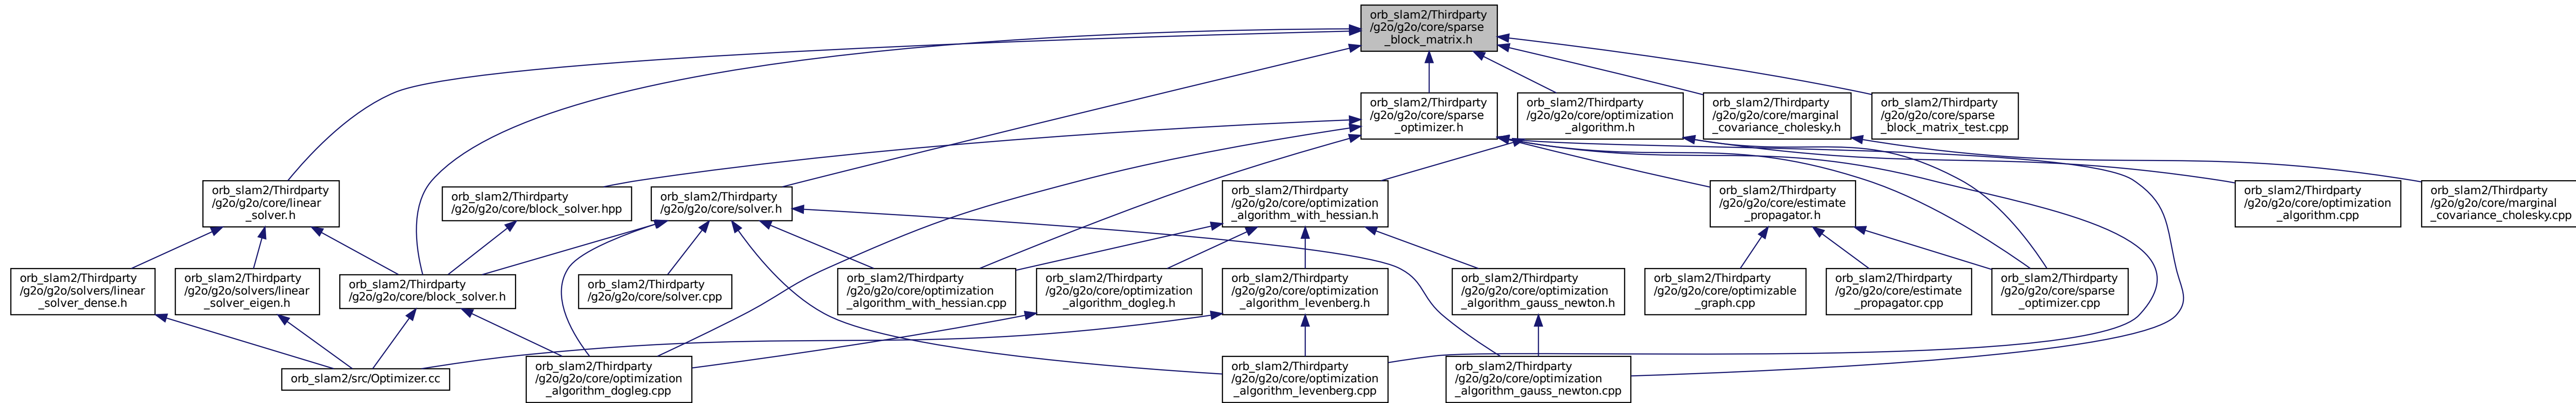 orb_slam2/Thirdparty
/g2o/g2o/core/sparse
_block_matrix.h
orb_slam2/Thirdparty
/g2o/g2o/core/sparse
_optimizer.h
orb_slam2/Thirdparty
/g2o/g2o/core/optimization
_algorithm.h
orb_slam2/Thirdparty
/g2o/g2o/core/marginal
_covariance_cholesky.h
orb_slam2/Thirdparty
/g2o/g2o/core/sparse
_block_matrix_test.cpp
orb_slam2/Thirdparty
/g2o/g2o/core/linear
_solver.h
orb_slam2/Thirdparty
/g2o/g2o/core/block_solver.hpp
orb_slam2/Thirdparty
/g2o/g2o/core/solver.h
orb_slam2/Thirdparty
/g2o/g2o/core/optimization
_algorithm_with_hessian.h
orb_slam2/Thirdparty
/g2o/g2o/core/estimate
_propagator.h
orb_slam2/Thirdparty
/g2o/g2o/core/optimization
_algorithm.cpp
orb_slam2/Thirdparty
/g2o/g2o/core/marginal
_covariance_cholesky.cpp
orb_slam2/Thirdparty
/g2o/g2o/solvers/linear
_solver_dense.h
orb_slam2/Thirdparty
/g2o/g2o/solvers/linear
_solver_eigen.h
orb_slam2/Thirdparty
/g2o/g2o/core/block_solver.h
orb_slam2/Thirdparty
/g2o/g2o/core/solver.cpp
orb_slam2/Thirdparty
/g2o/g2o/core/optimization
_algorithm_with_hessian.cpp
orb_slam2/Thirdparty
/g2o/g2o/core/optimization
_algorithm_dogleg.h
orb_slam2/Thirdparty
/g2o/g2o/core/optimization
_algorithm_levenberg.h
orb_slam2/Thirdparty
/g2o/g2o/core/optimization
_algorithm_gauss_newton.h
orb_slam2/Thirdparty
/g2o/g2o/core/optimizable
_graph.cpp
orb_slam2/Thirdparty
/g2o/g2o/core/estimate
_propagator.cpp
orb_slam2/Thirdparty
/g2o/g2o/core/sparse
_optimizer.cpp
orb_slam2/src/Optimizer.cc
orb_slam2/Thirdparty
/g2o/g2o/core/optimization
_algorithm_dogleg.cpp
orb_slam2/Thirdparty
/g2o/g2o/core/optimization
_algorithm_levenberg.cpp
orb_slam2/Thirdparty
/g2o/g2o/core/optimization
_algorithm_gauss_newton.cpp